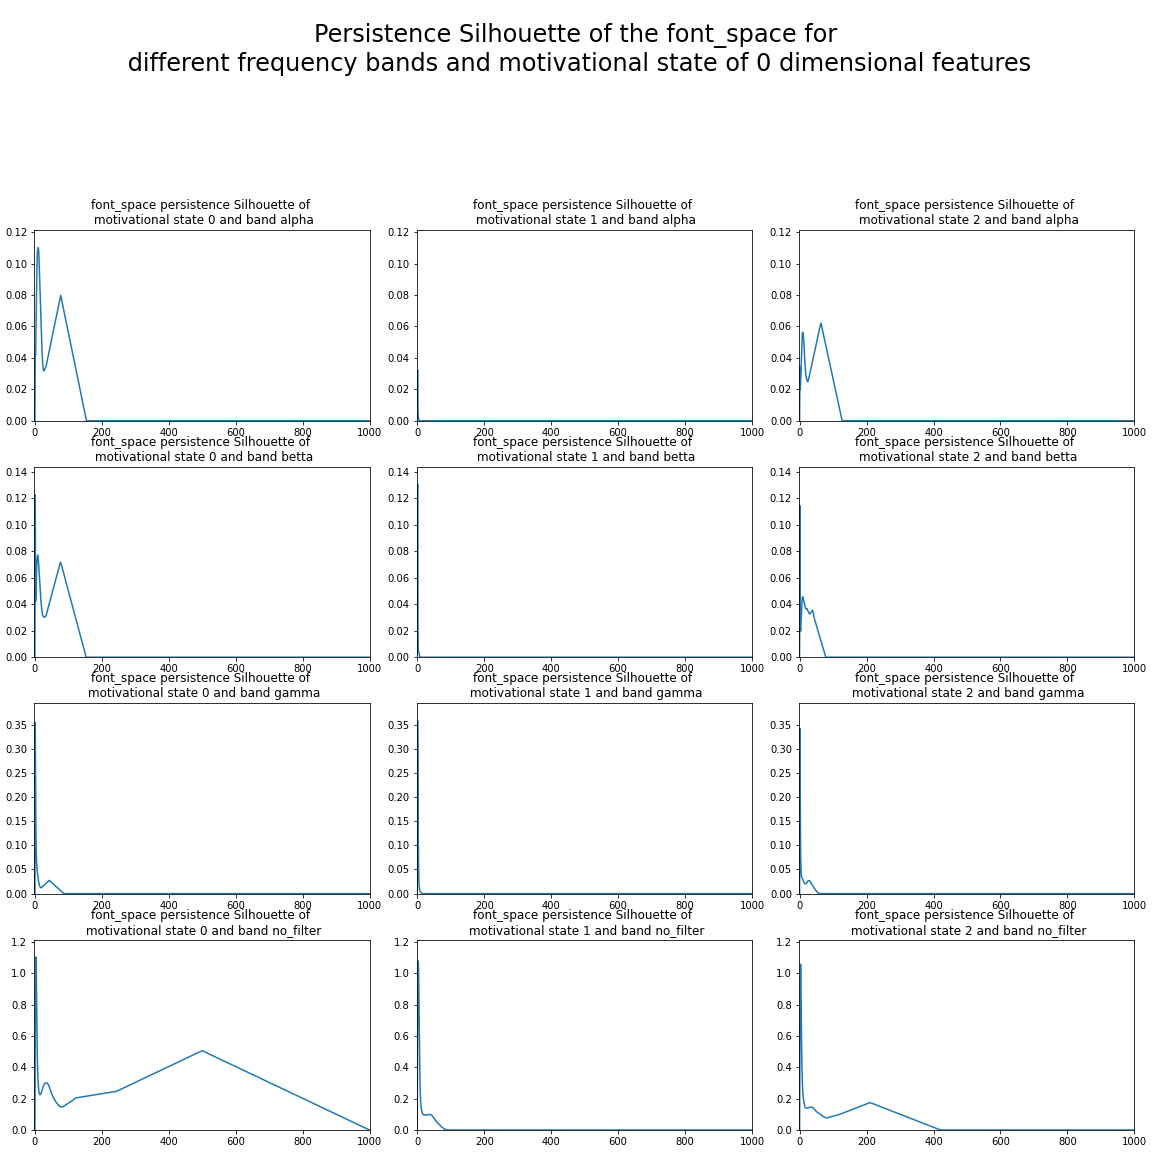 Persistence Silhouette of the font_space for
different frequency bands and motivational state of 0 dimensional features
font_space persistence Silhouette of
motivational state 0 and band alpha
0.12
0.10
0.08
0.06
0.04
0.02
0.00
0 200 400 600 800 1000
font_space persistence Silhouette of
motivational state 1 and band alpha
0.12
0.10
0.08
0.06
0.04
0.02
0.00
0 200 400 600 800 1000
font_space persistence Silhouette of
motivational state 2 and band alpha
0.12
0.10
0.08
0.06
0.04
0.02
0.00
0 200 400 600 800 1000
font_space persistence Silhouette of
motivational state 0 and band betta
0.14
0.12
0.10
0.08
0.06
0.04
0.02
0.00
0 200 400 600 800 1000
font_space persistence Silhouette of
motivational state 1 and band betta
0.14
0.12
0.10
0.08
0.06
0.04
0.02
0.00
0 200 400 600 800 1000
font_space persistence Silhouette of
motivational state 2 and band betta
0.14
0.12
0.10
0.08
0.06
0.04
0.02
0.00
0 200 400 600 800 1000
font_space persistence Silhouette of
motivational state 0 and band gamma
0.35
0.30
0.25
0.20
0.15
0.10
0.05
0.00
0 200 400 600 800 1000
font_space persistence Silhouette of
motivational state 1 and band gamma
0.35
0.30
0.25
0.20
0.15
0.10
0.05
0.00
0 200 400 600 800 1000
font_space persistence Silhouette of
motivational state 2 and band gamma
0.35
0.30
0.25
0.20
0.15
0.10
0.05
0.00
0 200 400 600 800 1000
font_space persistence Silhouette of
motivational state 0 and band no_filter
1.2
1.0
0.8
0.6
0.4
0.2
0.0
0 200 400 600 800 1000
font_space persistence Silhouette of
motivational state 1 and band no_filter
1.2
1.0
0.8
0.6
0.4
0.2
0.0
0 200 400 600 800 1000
font_space persistence Silhouette of
motivational state 2 and band no_filter
1.2
1.0
0.8
0.6
0.4
0.2
0.0
0 200 400 600 800 1000